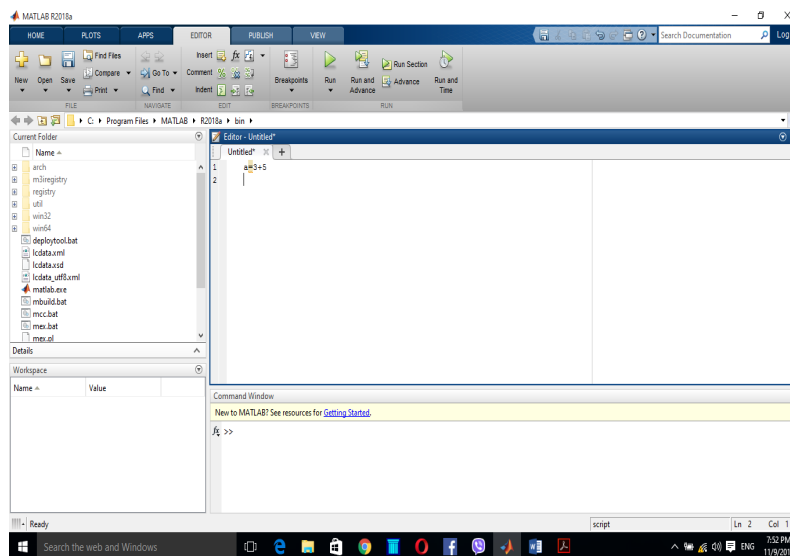 MATLAB R2018a
HOME PLOTS APPS EDITOR PUBLISH VIEW Search Documentation Log
New Open Save Find Files Compare Print Go To Find Insert Comment Indent Breakpoints Run Run and Advance Run Section Advance Run and Time
FILE NAVIGATE EDIT BREAKPOINTS RUN
C: Program Files MATLAB R2018a bin
Current Folder
Name
arch
m3iregistry
registry
util
win32
win64
deploytool.bat
lcdata.xml
lcdata.xsd
lcdata_utf8.xml
matlab.exe
mbuild.bat
mcc.bat
mex.bat
mex.pl
Details
Workspace
Name Value
Editor - Untitled*
Untitled*
1 a=3+5
2
Command Window
New to MATLAB? See resources for Getting Started.
fx >>
Ready script Ln 2 Col 1
Search the web and Windows ENG 7:52 PM
11/9/201